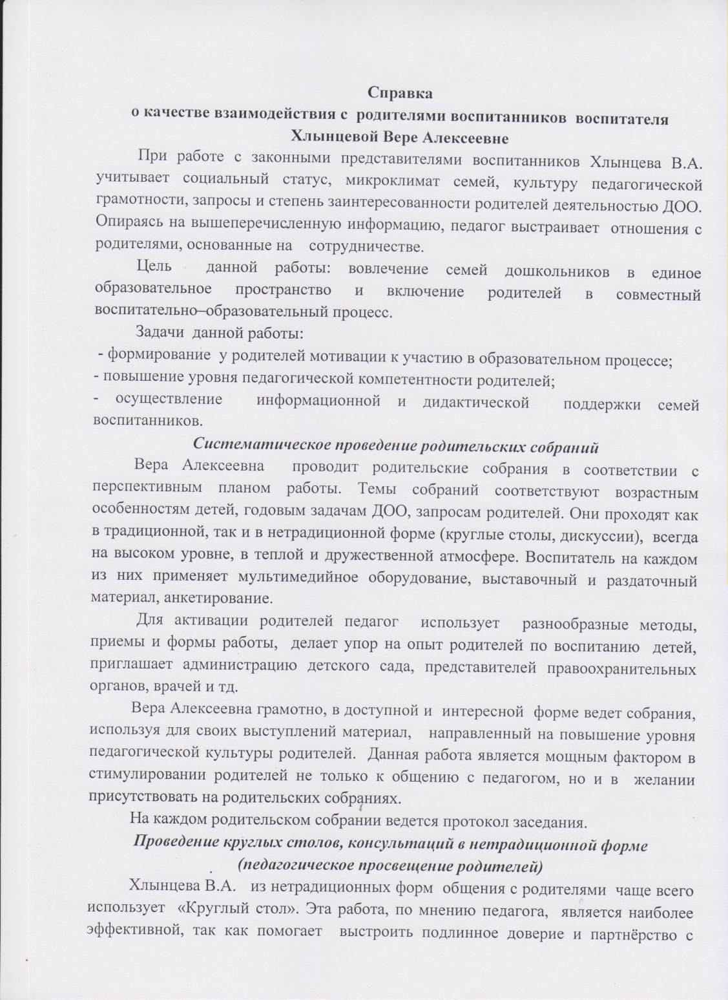 Справка
о качестве взаимодействия с родителями воспитанников воспитателя
Хлынцевой Вере Алексеевне
При работе с законными представителями воспитанников Хлынцева В.А.
учитывает социальный статус, микроклимат семей, культуру педагогической
грамотности, запросы и степень заинтересованности родителей деятельностью ДОО.
Опираясь на вышеперечисленную информацию, педагог выстраивает отношения с
родителями, основанные на сотрудничестве.
Цель данной работы: вовлечение семей дошкольников в единое
образовательное пространство и включение родителей в совместный
воспитательно–образовательный процесс.
Задачи данной работы:
- формирование у родителей мотивации к участию в образовательном процессе;
- повышение уровня педагогической компетентности родителей;
- осуществление информационной и дидактической поддержки семей
воспитанников.
Систематическое проведение родительских собраний
Вера Алексеевна проводит родительские собрания в соответствии с
перспективным планом работы. Темы собраний соответствуют возрастным
особенностям детей, годовым задачам ДОО, запросам родителей. Они проходят как
в традиционной, так и в нетрадиционной форме (круглые столы, дискуссии), всегда
на высоком уровне, в теплой и дружественной атмосфере. Воспитатель на каждом
из них применяет мультимедийное оборудование, выставочный и раздаточный
материал, анкетирование.
Для активации родителей педагог использует разнообразные методы,
приемы и формы работы, делает упор на опыт родителей по воспитанию детей,
приглашает администрацию детского сада, представителей правоохранительных
органов, врачей и тд.
Вера Алексеевна грамотно, в доступной и интересной форме ведет собрания,
используя для своих выступлений материал, направленный на повышение уровня
педагогической культуры родителей. Данная работа является мощным фактором в
стимулировании родителей не только к общению с педагогом, но и в желании
присутствовать на родительских собраниях.
На каждом родительском собрании ведется протокол заседания.
Проведение круглых столов, консультаций в нетрадиционной форме
(педагогическое просвещение родителей)
Хлынцева В.А. из нетрадиционных форм общения с родителями чаще всего
использует «Круглый стол». Эта работа, по мнению педагога, является наиболее
эффективной, так как помогает выстроить подлинное доверие и партнёрство с